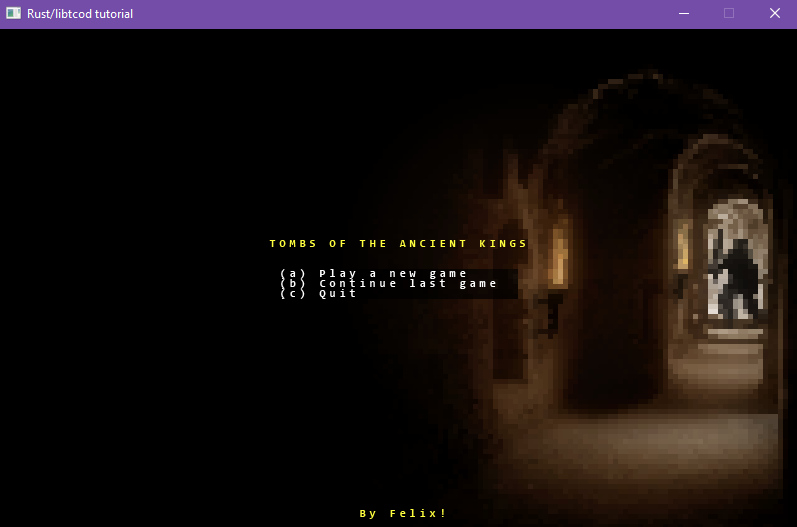 Rust/libtcod tutorial
TOMBS OF THE ANCIENT KINGS
(a) Play a new game
(b) Continue last game
(c) Quit
By Felix!